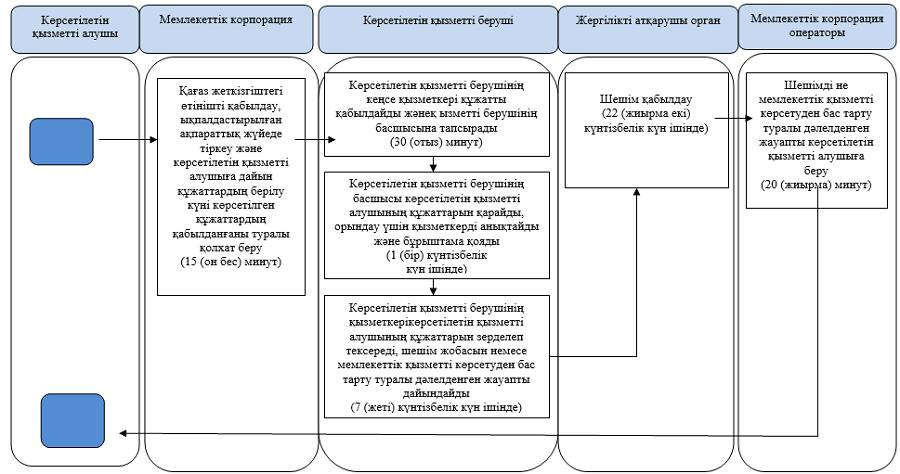 Көрсетілетін
қызметті алушы
Мемлекеттік корпорация
Көрсетілетін қызметті беруші
Жергілікті атқарушы орган
Мемлекеттік корпорация
операторы
Қағаз жеткізгіштегі
өтінішті қабылдау,
ықпалдастырылған
ақпараттық жүйеде
тіркеу және
көрсетілетін қызметті
алушыға дайын
құжаттардың берілу
күні көрсетілген
құжаттардың
қабылданғаны туралы
қолхат беру
(15 (он бес) минут)
Көрсетілетін қызметті берушінің
кеңсе қызметкері құжатты
қабылдайды женеқ ызметті берушінің
басшысына тапсырады
(30 (отыз) минут)
Көрсетілетін қызметті берушінің
басшысы көрсетілетін қызметті
алушының құжаттарын қарайды,
орындау үшін қызметкерді анықтайды
және бұрыштама қояды
(1 (бір) күнтізбелік
күн ішінде)
Көрсетілетін қызметті берушінің
қызметкерікөрсетілетін қызметті
алушының құжаттарын зерделеп
тексереді, шешім жобасын немесе
мемлекеттік қызметті көрсетуден бас
тарту туралы дәлелденген жауапты
дайындайды
(7 (жеті) күнтізбелік күн ішінде)
Шешім қабылдау
(22 (жиырма екі)
күнтізбелік күн ішінде)
Шешімді не
мемлекеттік қызметті
көрсетуден бас тарту
туралы дәлелденген
жауапты көрсетілетін
қызметті алушыға
беру
(20 (жиырма) минут)